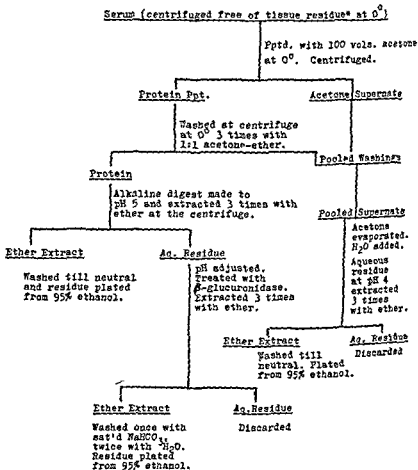 Serum (centrifuged free of tissue residue* at 0°)
Pptd. with 100 vols. acetone
at 0°. Centrifuged.
Protein Ppt.
Acetone Supernate
Washed at centrifuge
at 0° 3 times with
1:1 acetone-ether.
Pooled Washings
Protein
Alkaline digest made to
pH 5 and extracted 3 times with
ether at the centrifuge.
Pooled Supernate
Acetone
evaporated.
H2O added.
Aqueous
residue
at pH 4
extracted
3 times
with ether.
Ether Extract
Washed till neutral
and residue plated
from 95% ethanol.
Aq. Residue
pH adjusted.
Treated with
β-glucuronidase.
Extracted 3 times
with ether.
Ether Extract
Washed till
neutral. Plated
from 95% ethanol.
Aq. Residue
Discarded
Ether Extract
Washed once with
sat'd NaHCO3,
twice with H2O.
Residue plated
from 95% ethanol.
Aq. Residue
Discarded